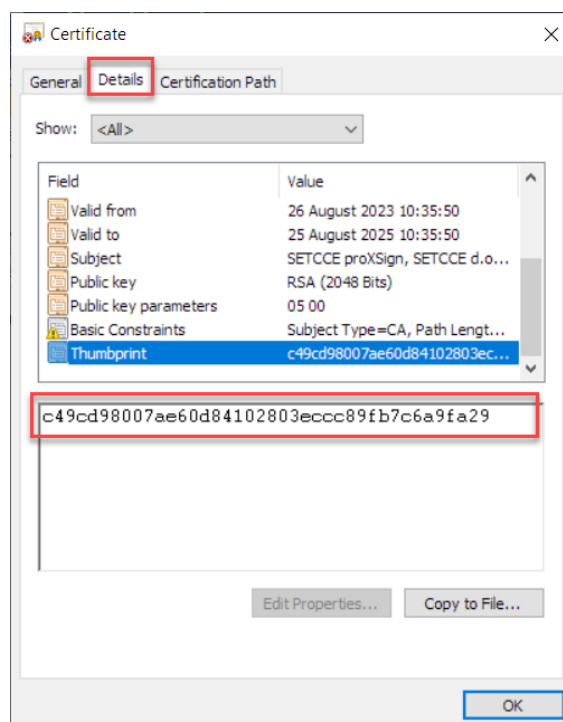 Certificate
General Details Certification Path
Show: <All>
Field Value
Valid from 26 August 2023 10:35:50
Valid to 25 August 2025 10:35:50
Subject SETCCE proXSign, SETCCE d.o...
Public key RSA (2048 Bits)
Public key parameters 05 00
Basic Constraints Subject Type=CA, Path Lengt...
Thumbprint c49cd98007ae60d84102803ec...
c49cd98007ae60d84102803eccc89fb7c6a9fa29
Edit Properties... Copy to File...
OK